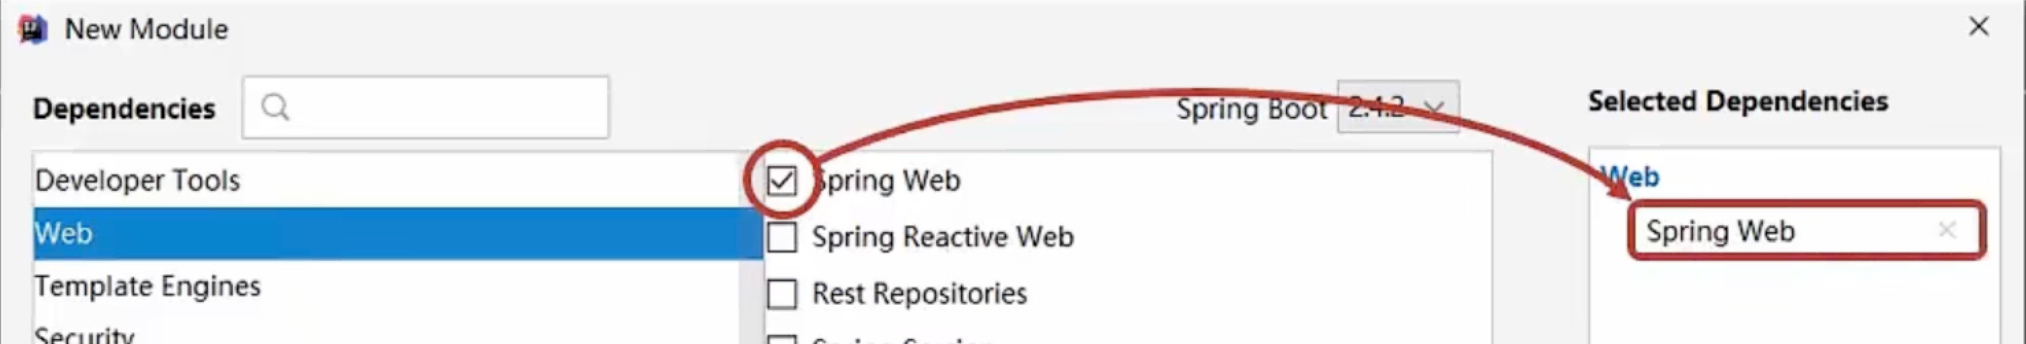 New Module
Dependencies
Spring Boot 2.4.2
Selected Dependencies
Developer Tools
Web
Template Engines
Security
Spring Web
Spring Reactive Web
Rest Repositories
Web
Spring Web